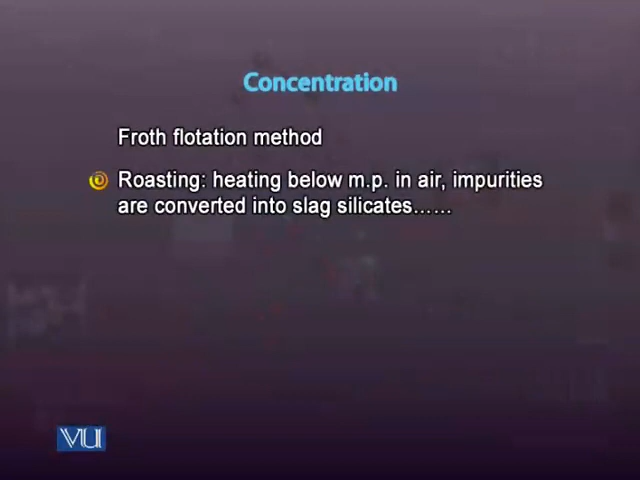 Concentration
Froth flotation method
Roasting: heating below m.p. in air, impurities
are converted into slag silicates......
VU